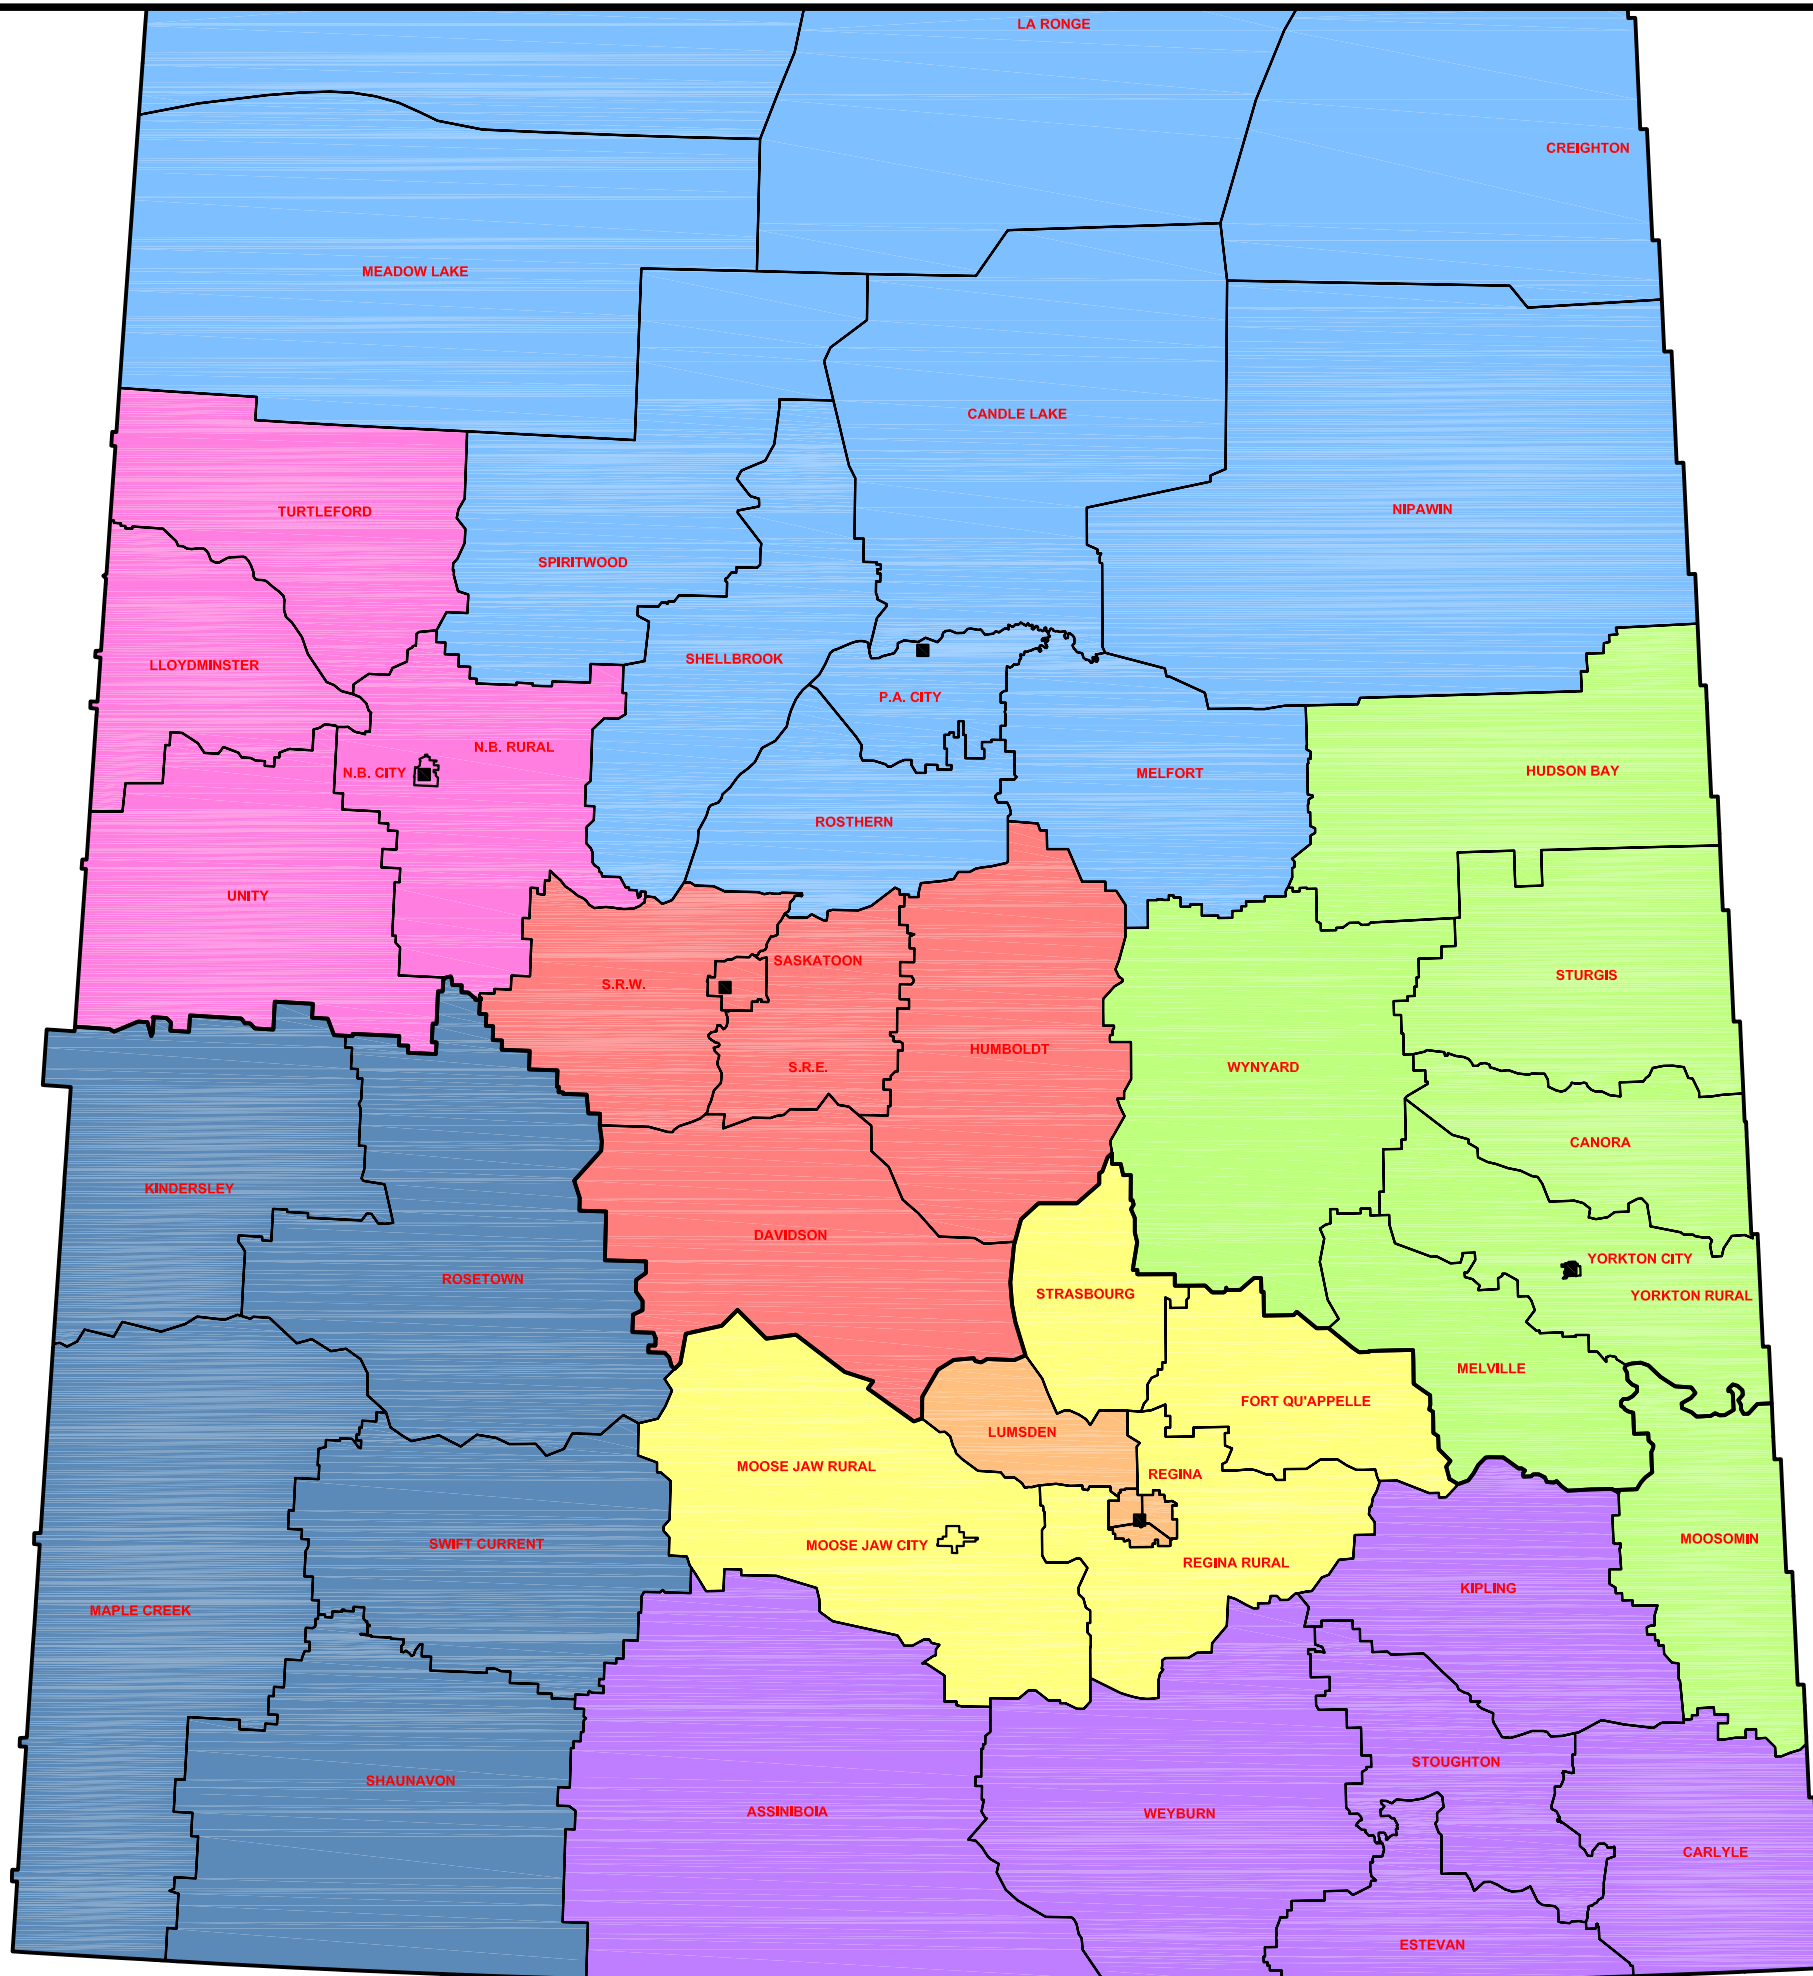 LA RONGE
CREIGHTON
MEADOW LAKE
CANDLE LAKE
TURTLEFORD
NIPAWIN
SPIRITWOOD
LLOYDMINSTER
SHELLBROOK
P.A. CITY
N.B. RURAL
N.B. CITY
MELFORT
HUDSON BAY
ROSTHERN
UNITY
SASKATOON
S.R.W.
STURGIS
HUMBOLDT
S.R.E.
WYNYARD
CANORA
KINDERSLEY
DAVIDSON
YORKTON CITY
ROSETOWN
STRASBOURG
YORKTON RURAL
MELVILLE
FORT QU'APPELLE
LUMSDEN
MOOSE JAW RURAL
REGINA
SWIFT CURRENT
MOOSE JAW CITY
MOOSOMIN
REGINA RURAL
KIPLING
MAPLE CREEK
STOUGHTON
SHAUNAVON
ASSINIBOIA
WEYBURN
CARLYLE
ESTEVAN